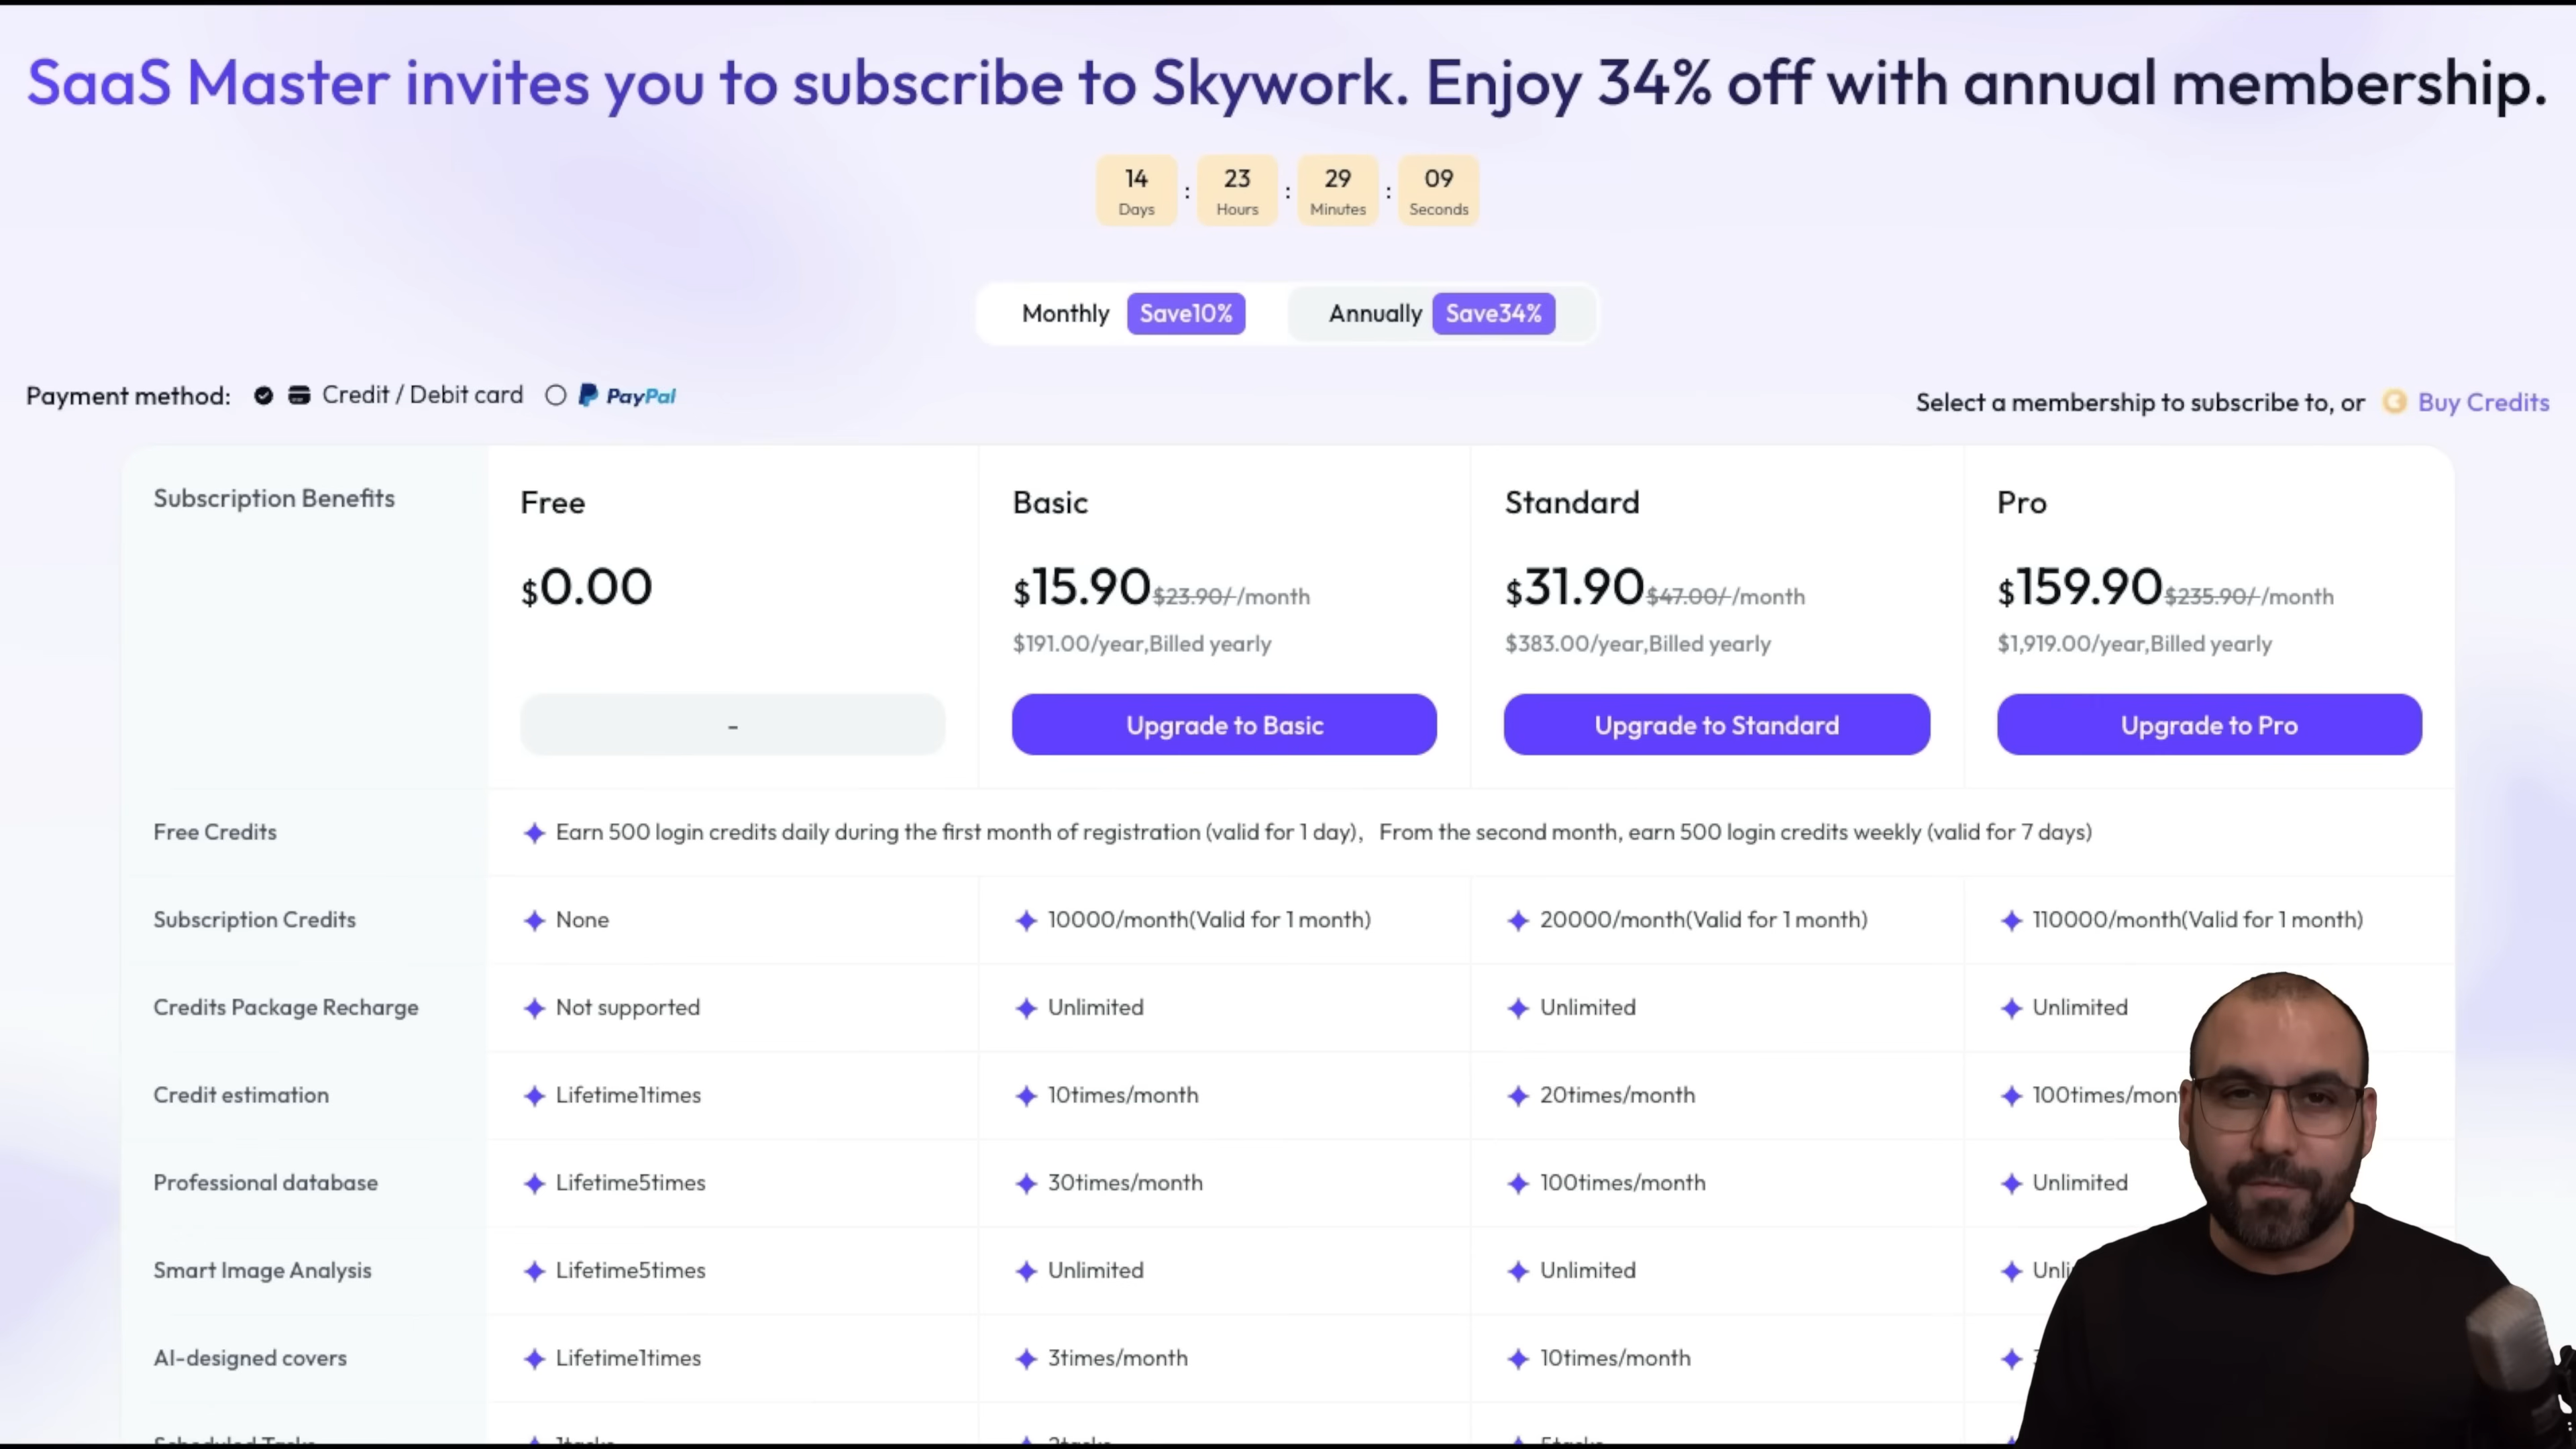 SaaS Master invites you to subscribe to Skywork. Enjoy 34% off with annual membership.
14 : 23 : 29 : 09
Days Hours Minutes Seconds
Monthly Save10% Annually Save34%
Payment method: Credit / Debit card PayPal
Select a membership to subscribe to, or Buy Credits
Subscription Benefits Free Basic Standard Pro
$0.00 $15.90 $23.90/ /month $31.90 $47.00/ /month $159.90 $235.90/ /month
$191.00/year,Billed yearly $383.00/year,Billed yearly $1,919.00/year,Billed yearly
- Upgrade to Basic Upgrade to Standard Upgrade to Pro
Free Credits Earn 500 login credits daily during the first month of registration (valid for 1 day), From the second month, earn 500 login credits weekly (valid for 7 days)
Subscription Credits None 10000/month(Valid for 1 month) 20000/month(Valid for 1 month) 110000/month(Valid for 1 month)
Credits Package Recharge Not supported Unlimited Unlimited Unlimited
Credit estimation Lifetime1times 10times/month 20times/month 100times/mon
Professional database Lifetime5times 30times/month 100times/month Unlimited
Smart Image Analysis Lifetime5times Unlimited Unlimited Unli
AI-designed covers Lifetime1times 3times/month 10times/month
Scheduled Tasks 1tasks 2tasks 5tasks